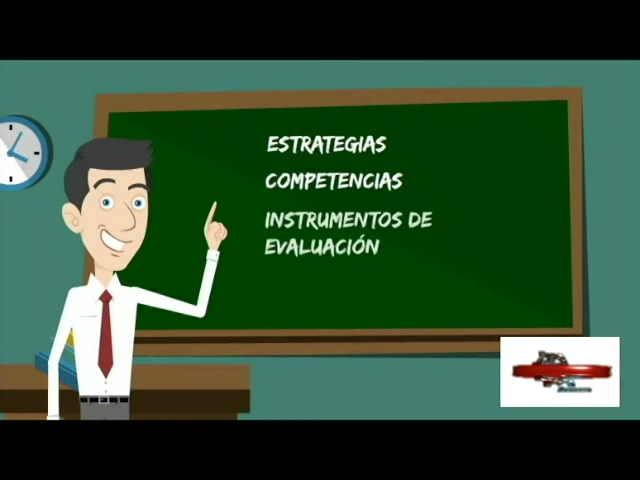 ESTRATEGIAS
COMPETENCIAS
INSTRUMENTOS DE
EVALUACIÓN